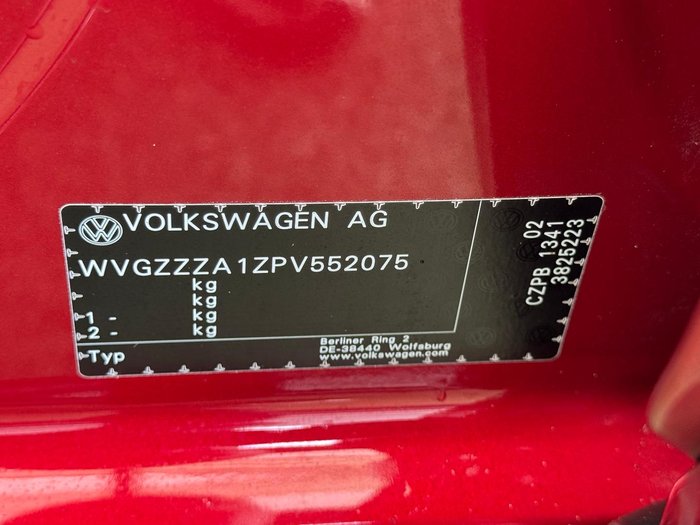 VOLKSWAGEN AG
WVGZZZA1ZPV552075
kg
kg
1 - kg
2 - kg
Typ
Berliner Ring 2
DE-38440 Wolfsburg
www.volkswagen.com
02
CZPB 1341
3825223